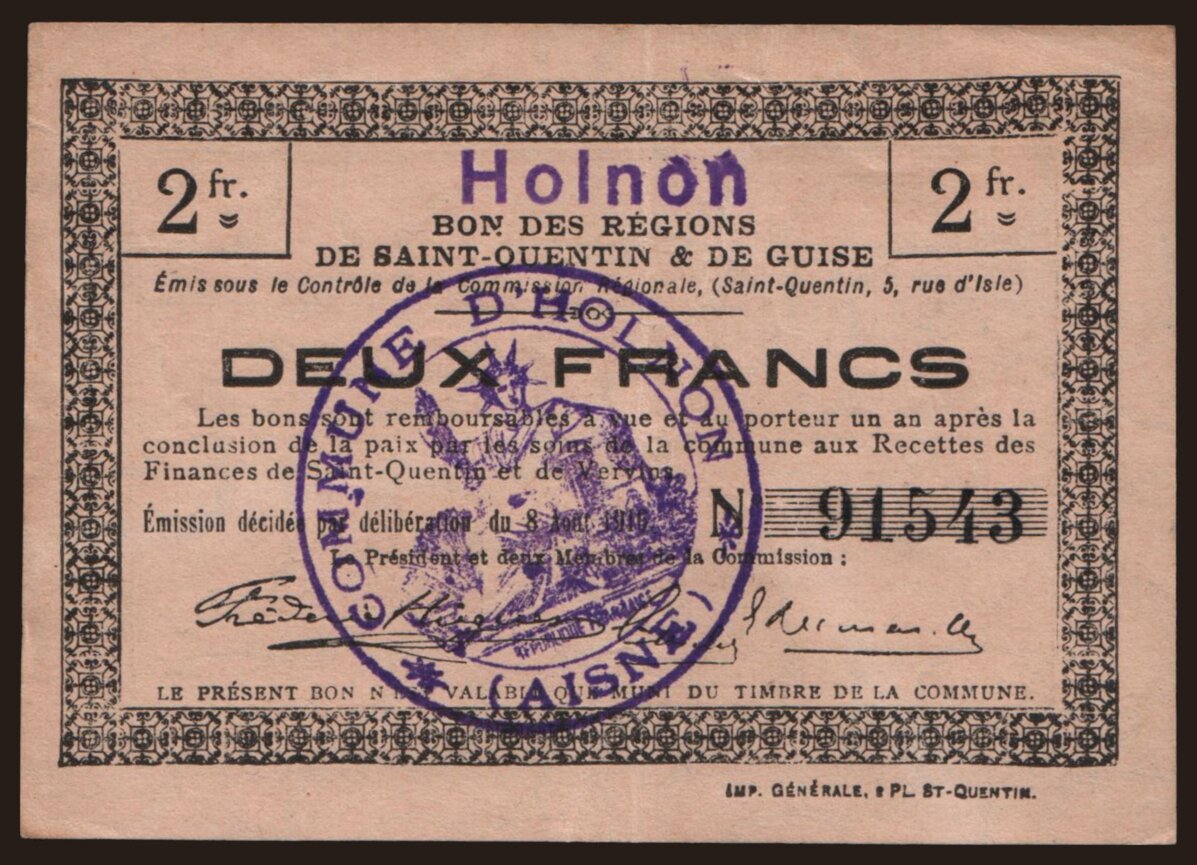 Holnon
2 fr.
2 fr.
BON DES RÉGIONS
DE SAINT-QUENTIN & DE GUISE
Émis sous le Contrôle de la Commission Régionale, (Saint-Quentin, 5, rue d'Isle)
DEUX FRANCS
Les bons sont remboursables à vue et au porteur un an après la
conclusion de la paix par les soins de la commune aux Recettes des
Finances de Saint-Quentin et de Vervins.
Émission décidée par délibération du 8 Août 1916. N° 91543
Le Président et deux Membres de la Commission :
LE PRÉSENT BON N'EST VALABLE QUE MUNI DU TIMBRE DE LA COMMUNE.
IMP. GÉNÉRALE, 2 PL. ST-QUENTIN.
COMMUNE D'HOLNON
(AISNE)
RÉPUBLIQUE FRANÇAISE